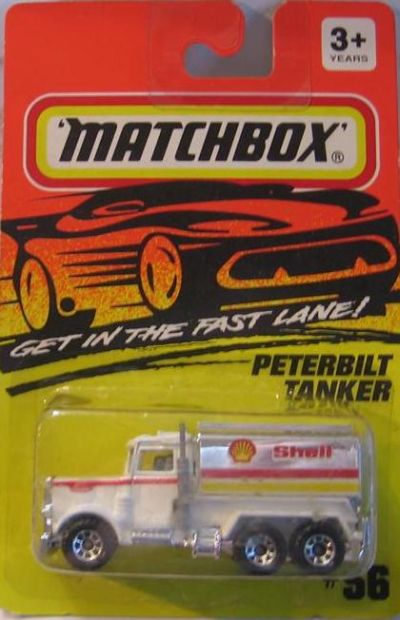 3+
YEARS
'MATCHBOX'®
GET IN THE FAST LANE!
PETERBILT
TANKER
Shell
56